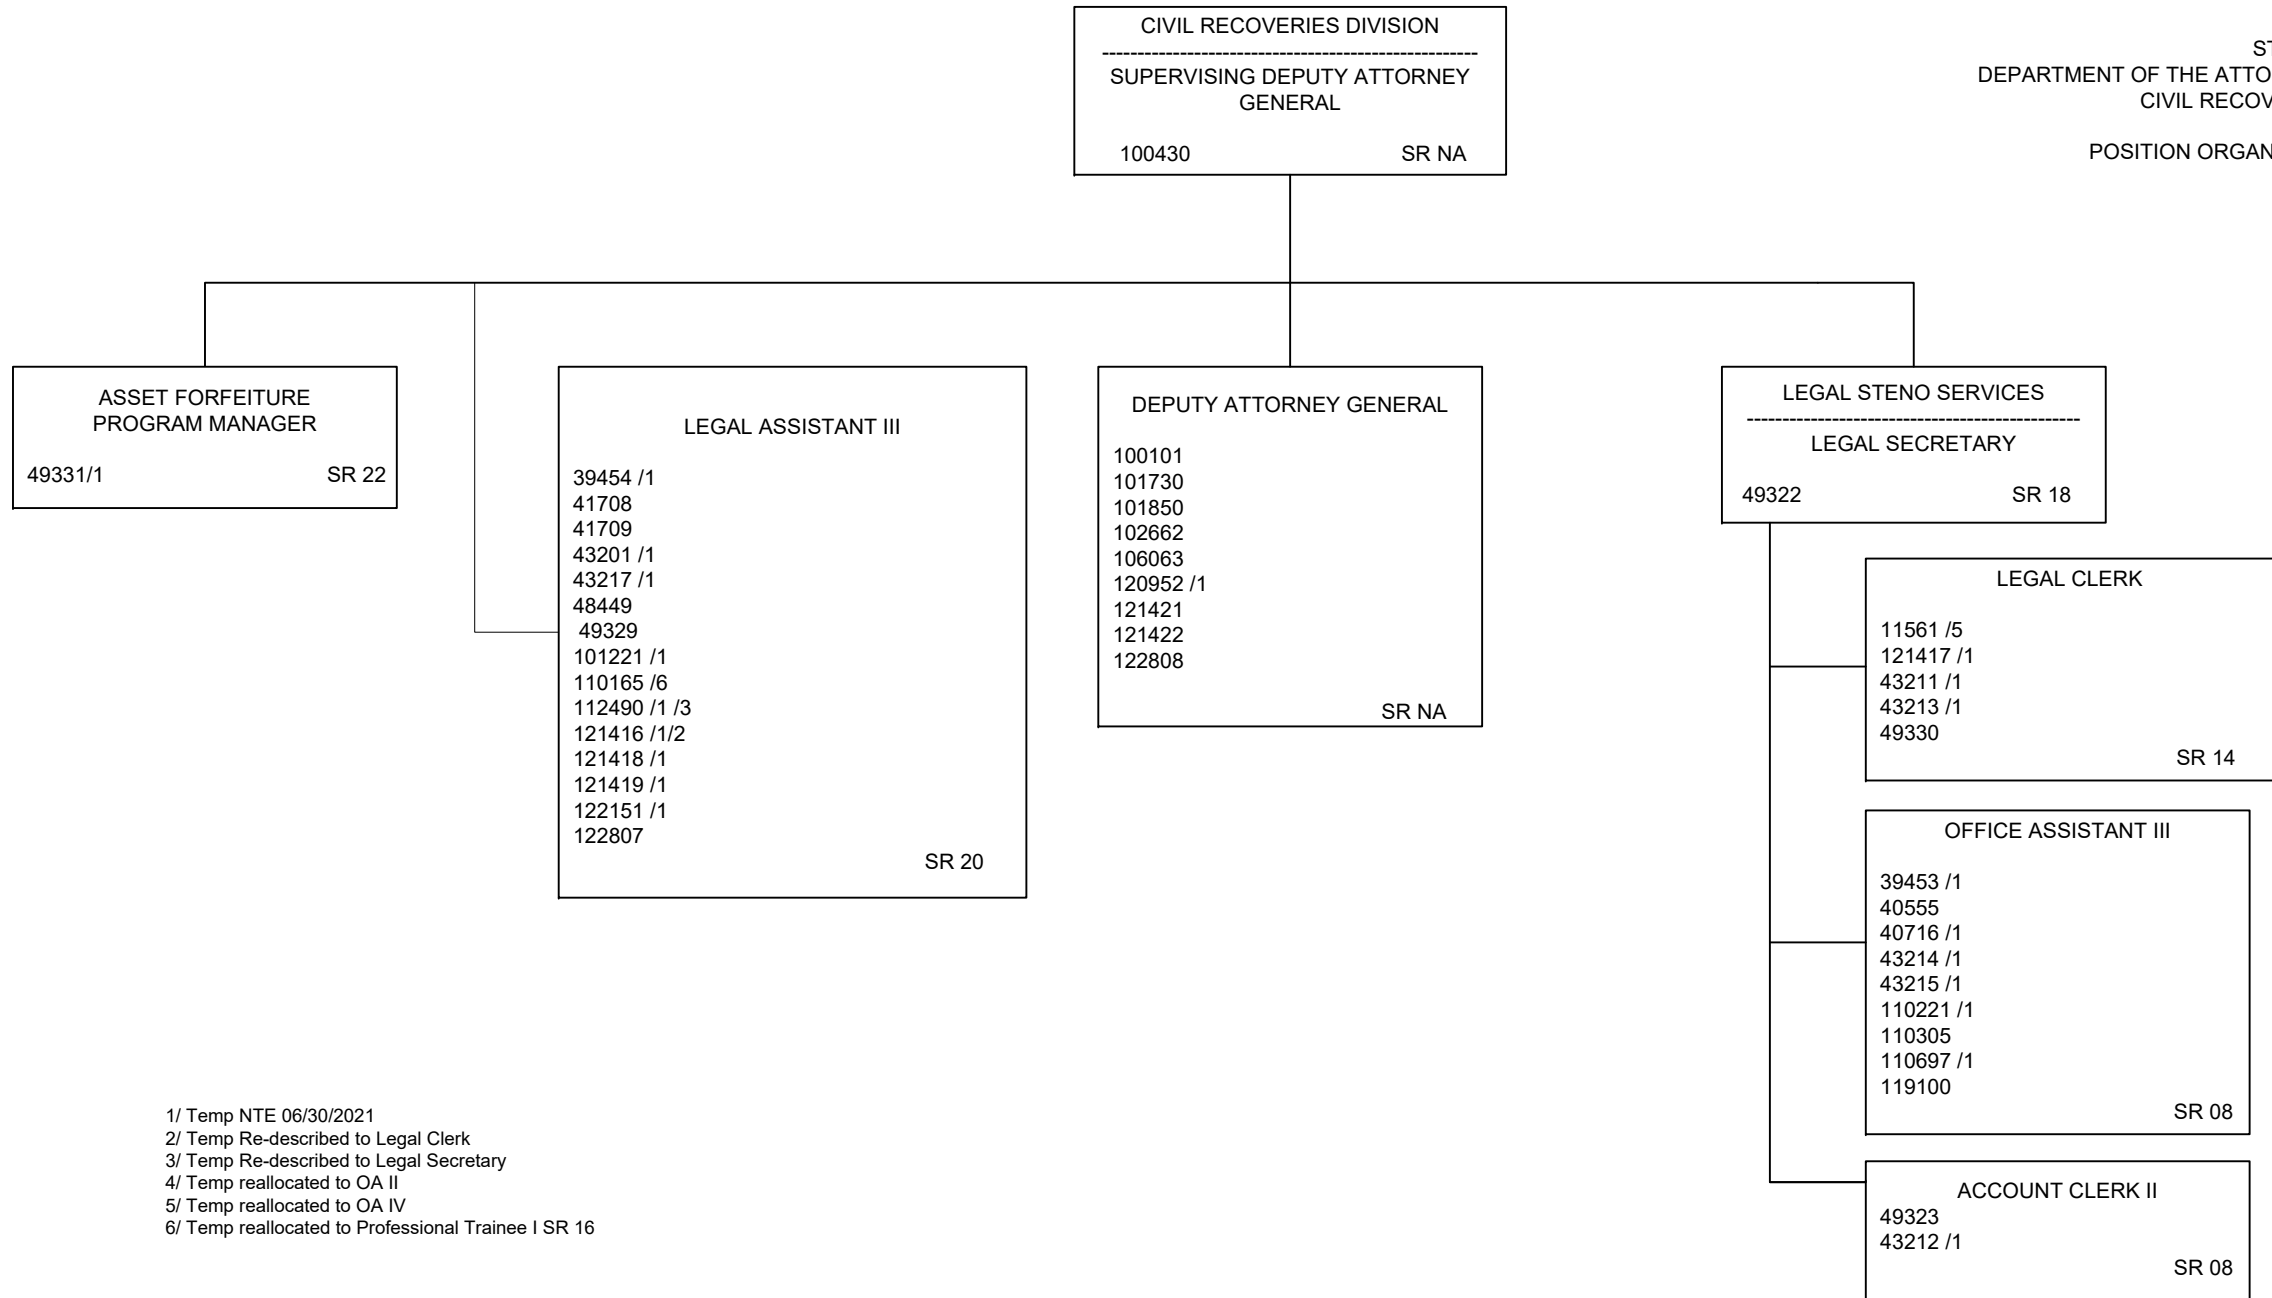 CIVIL RECOVERIES DIVISION
SUPERVISING DEPUTY ATTORNEY
GENERAL
100430 SR NA
DEPARTMENT OF THE
CIVIL
POSITION
ASSET FORFEITURE
PROGRAM MANAGER
49331/1 SR 22
LEGAL ASSISTANT III
39454 /1
41708
41709
43201 /1
43217 /1
48449
49329
101221 /1
110165 /6
112490 /1 /3
121416 /1/2
121418 /1
121419 /1
122151 /1
122807
SR 20
DEPUTY ATTORNEY GENERAL
100101
101730
101850
102662
106063
120952 /1
121421
121422
122808
SR NA
LEGAL STENO SERVICES
LEGAL SECRETARY
49322 SR 18
LEGAL CLERK
11561 /5
121417 /1
43211 /1
43213 /1
49330
SR 14
OFFICE ASSISTANT III
39453 /1
40555
40716 /1
43214 /1
43215 /1
110221 /1
110305
110697 /1
119100
SR 08
ACCOUNT CLERK II
49323
43212 /1
SR 08
1/ Temp NTE 06/30/2021
2/ Temp Re-described to Legal Clerk
3/ Temp Re-described to Legal Secretary
4/ Temp reallocated to OA II
5/ Temp reallocated to OA IV
6/ Temp reallocated to Professional Trainee I SR 16